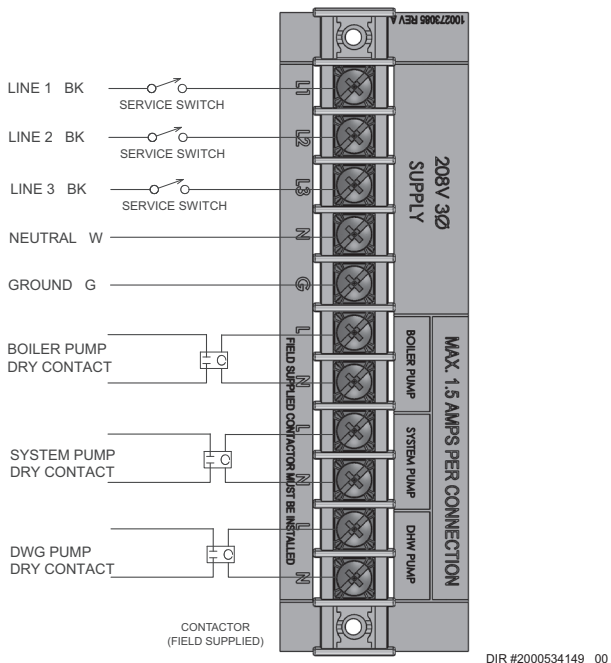 100273085 REV A
LINE 1 BK
SERVICE SWITCH
L1
LINE 2 BK
SERVICE SWITCH
L2
LINE 3 BK
SERVICE SWITCH
L3
208V 3Ø
SUPPLY
NEUTRAL W
N
GROUND G
G
BOILER PUMP
DRY CONTACT
L
N
BOILER PUMP
MAX. 1.5 AMPS PER CONNECTION
FIELD SUPPLIED CONTACTOR MUST BE INSTALLED
SYSTEM PUMP
DRY CONTACT
L
N
SYSTEM PUMP
DWG PUMP
DRY CONTACT
L
N
DHW PUMP
CONTACTOR
(FIELD SUPPLIED)
DIR #2000534149 00